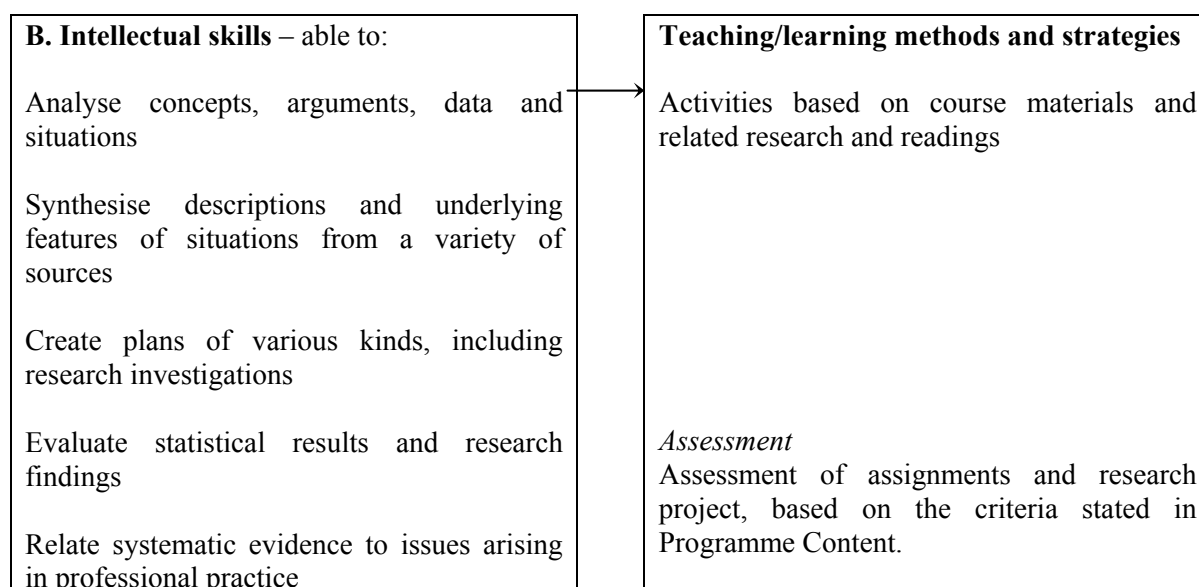 B. Intellectual skills – able to:
Analyse concepts, arguments, data and
situations
Synthesise descriptions and underlying
features of situations from a variety of
sources
Create plans of various kinds, including
research investigations
Evaluate statistical results and research
findings
Relate systematic evidence to issues arising
in professional practice
Teaching/learning methods and strategies
Activities based on course materials and
related research and readings
Assessment
Assessment of assignments and research
project, based on the criteria stated in
Programme Content.